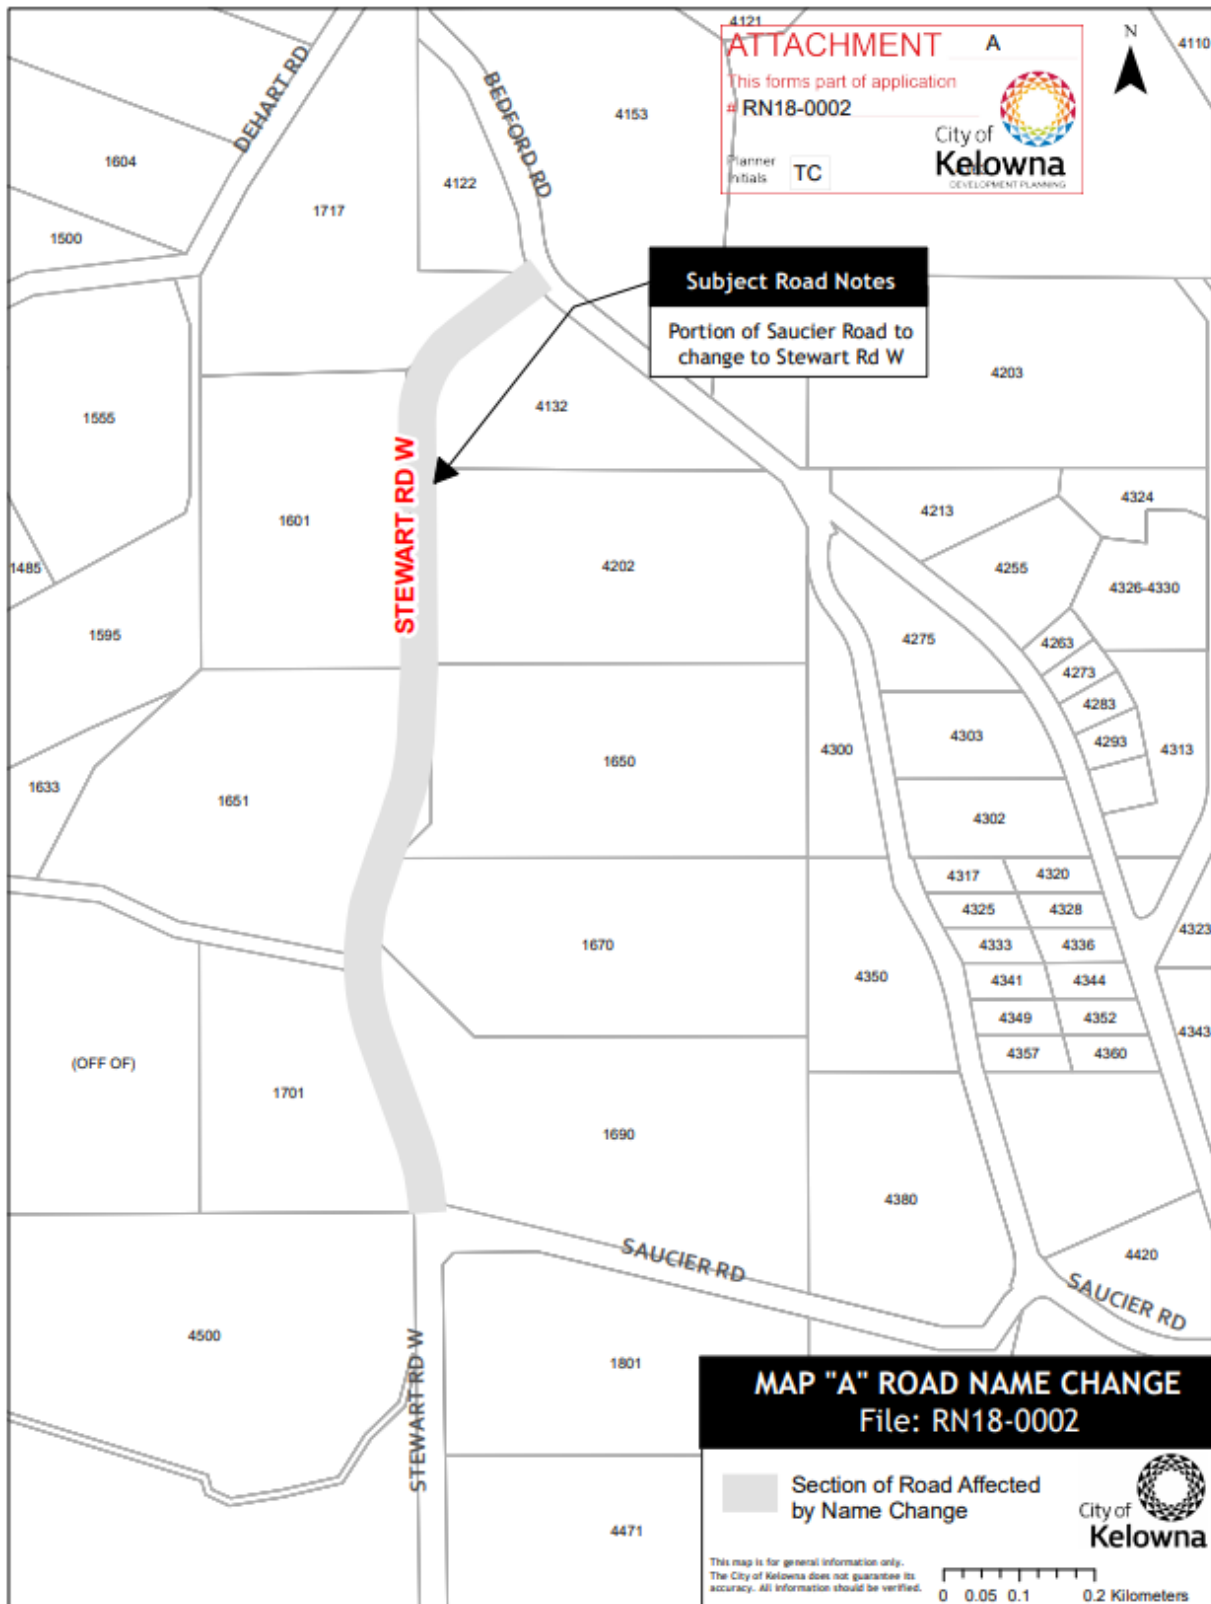 4121
ATTACHMENT A
This forms part of application
# RN18-0002
City of
Kelowna
DEVELOPMENT PLANNING
Planner
Initials TC
N
4110
DEHART RD
BEDFORD RD
4153
1604
4122
1717
1500
Subject Road Notes
Portion of Saucier Road to
change to Stewart Rd W
4203
1555
4132
STEWART RD W
1601
4213
4324
4202
4255
4326-4330
1485
1595
4275
4263
4273
4283
4293
4303
4300
4313
1650
1633
1651
4302
4317
4320
4325
4328
4323
1670
4333
4336
4350
4341
4344
4349
4352
4343
4357
4360
(OFF OF)
1701
1690
4380
4420
SAUCIER RD
SAUCIER RD
4500
STEWART RD W
1801
4471
MAP "A" ROAD NAME CHANGE
File: RN18-0002
Section of Road Affected
by Name Change
City of
Kelowna
This map is for general information only.
The City of Kelowna does not guarantee its
accuracy. All information should be verified.
0 0.05 0.1 0.2 Kilometers